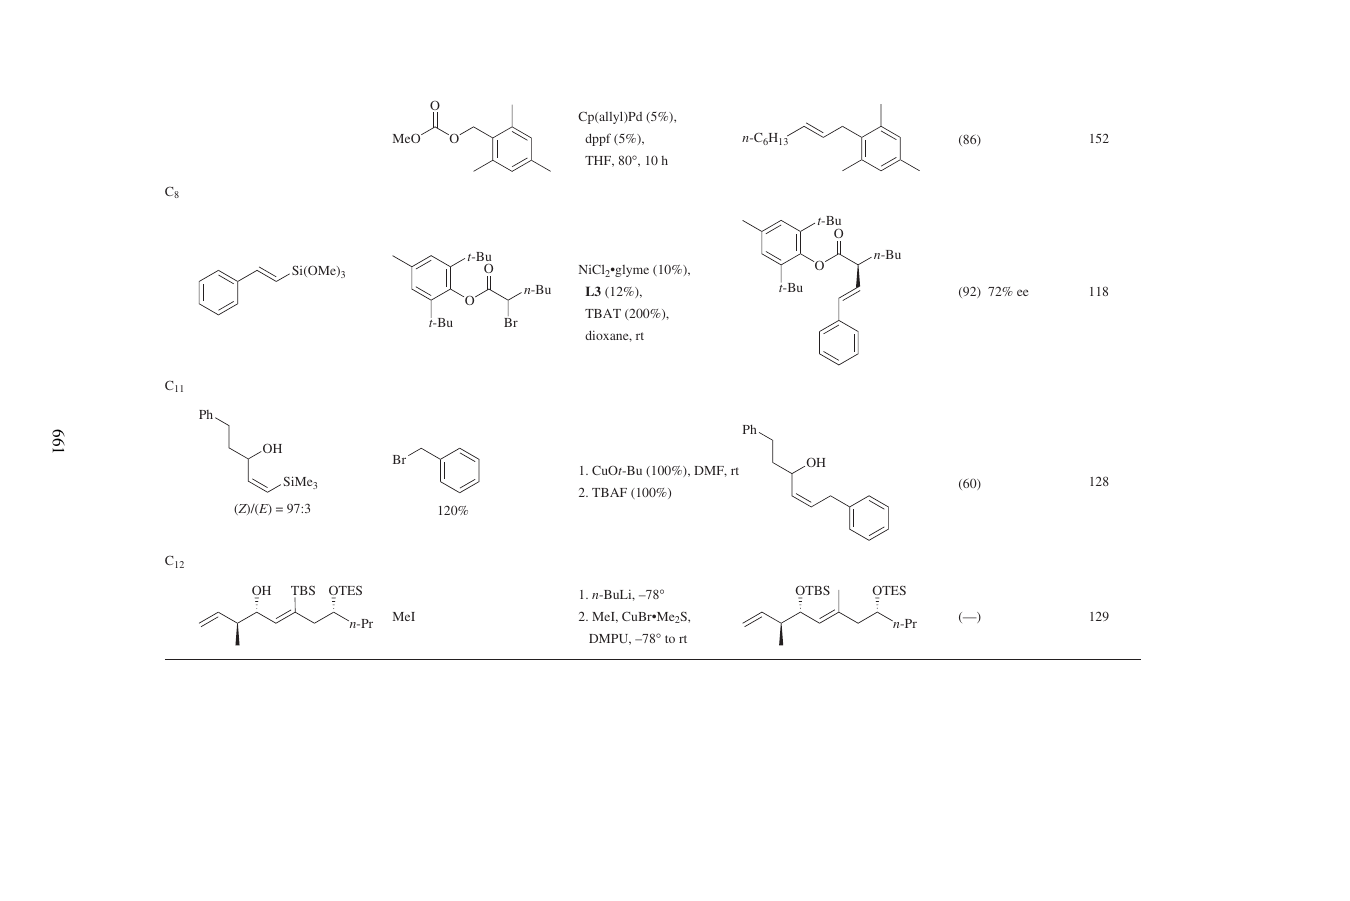 O
MeO
O
Cp(allyl)Pd (5%),
dppf (5%),
THF, 80°, 10 h
n-C₆H₁₃
(86)
152
C₈
Si(OMe)₃
t-Bu
O
O
n-Bu
t-Bu
Br
NiCl₂•glyme (10%),
L3 (12%),
TBAT (200%),
dioxane, rt
t-Bu
O
O
n-Bu
t-Bu
(92) 72% ee
118
C₁₁
Ph
OH
SiMe₃
(Z)/(E) = 97:3
Br
120%
1. CuOt-Bu (100%), DMF, rt
2. TBAF (100%)
Ph
OH
(60)
128
C₁₂
OH TBS OTES
n-Pr
MeI
1. n-BuLi, –78°
2. MeI, CuBr•Me₂S,
DMPU, –78° to rt
OTBS OTES
n-Pr
(—)
129
661